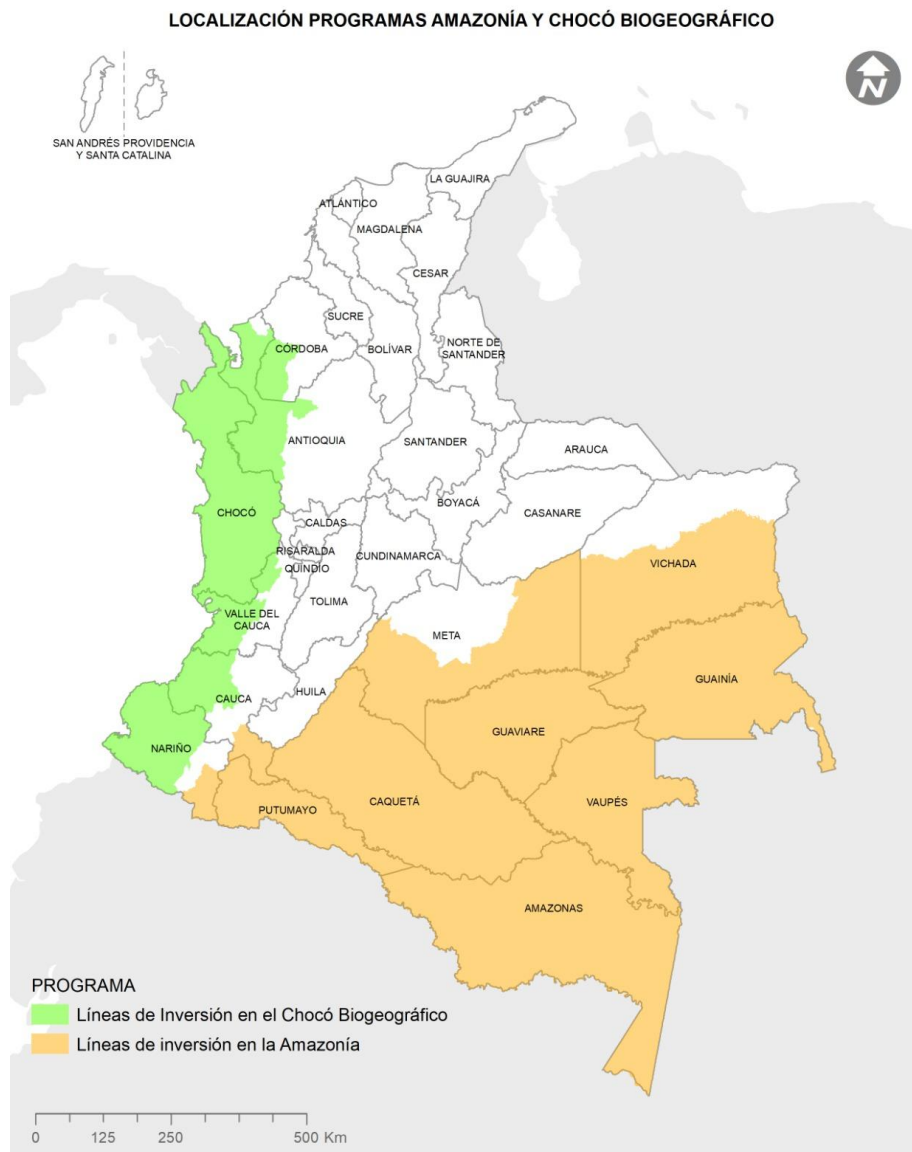 LOCALIZACIÓN PROGRAMAS AMAZONÍA Y CHOCÓ BIOGEOGRÁFICO
N
SAN ANDRÉS PROVIDENCIA
Y SANTA CATALINA
LA GUAJIRA
ATLÁNTICO
MAGDALENA
CESAR
SUCRE
CÓRDOBA
BOLÍVAR
NORTE DE
SANTANDER
ANTIOQUIA
SANTANDER
ARAUCA
CHOCÓ
BOYACÁ
CASANARE
CALDAS
RISARALDA
QUINDIO
CUNDINAMARCA
VICHADA
TOLIMA
VALLE DEL
CAUCA
META
GUAINÍA
HUILA
CAUCA
GUAVIARE
NARIÑO
CAQUETÁ
VAUPÉS
PUTUMAYO
AMAZONAS
PROGRAMA
Líneas de Inversión en el Chocó Biogeográfico
Líneas de inversión en la Amazonía
0 125 250 500 Km